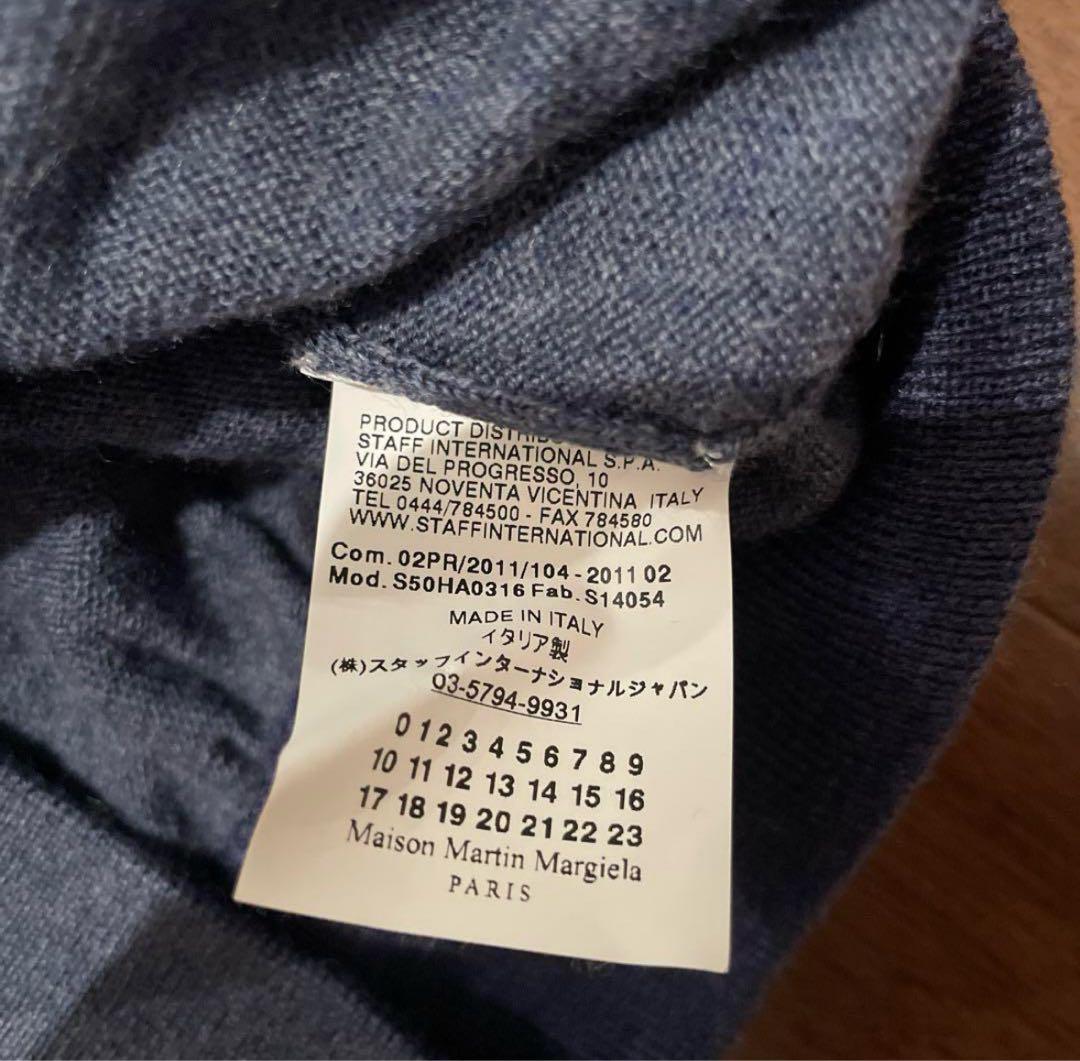 PRODUCT
STAFF INTERNATIONAL S.P.A.
VIA DEL PROGRESSO, 10
36025 NOVENTA VICENTINA ITALY
TEL 0444/784500 - FAX 784580
WWW.STAFFINTERNATIONAL.COM
Com. 02PR/2011/104-2011 02
Mod. S50HA0316 Fab. S14054
MADE IN ITALY
イタリア製
(株)スタッフインターナショナルジャパン
03-5794-9931
0 1 2 3 4 5 6 7 8 9
10 11 12 13 14 15 16
17 18 19 20 21 22 23
Maison Martin Margiela
PARIS